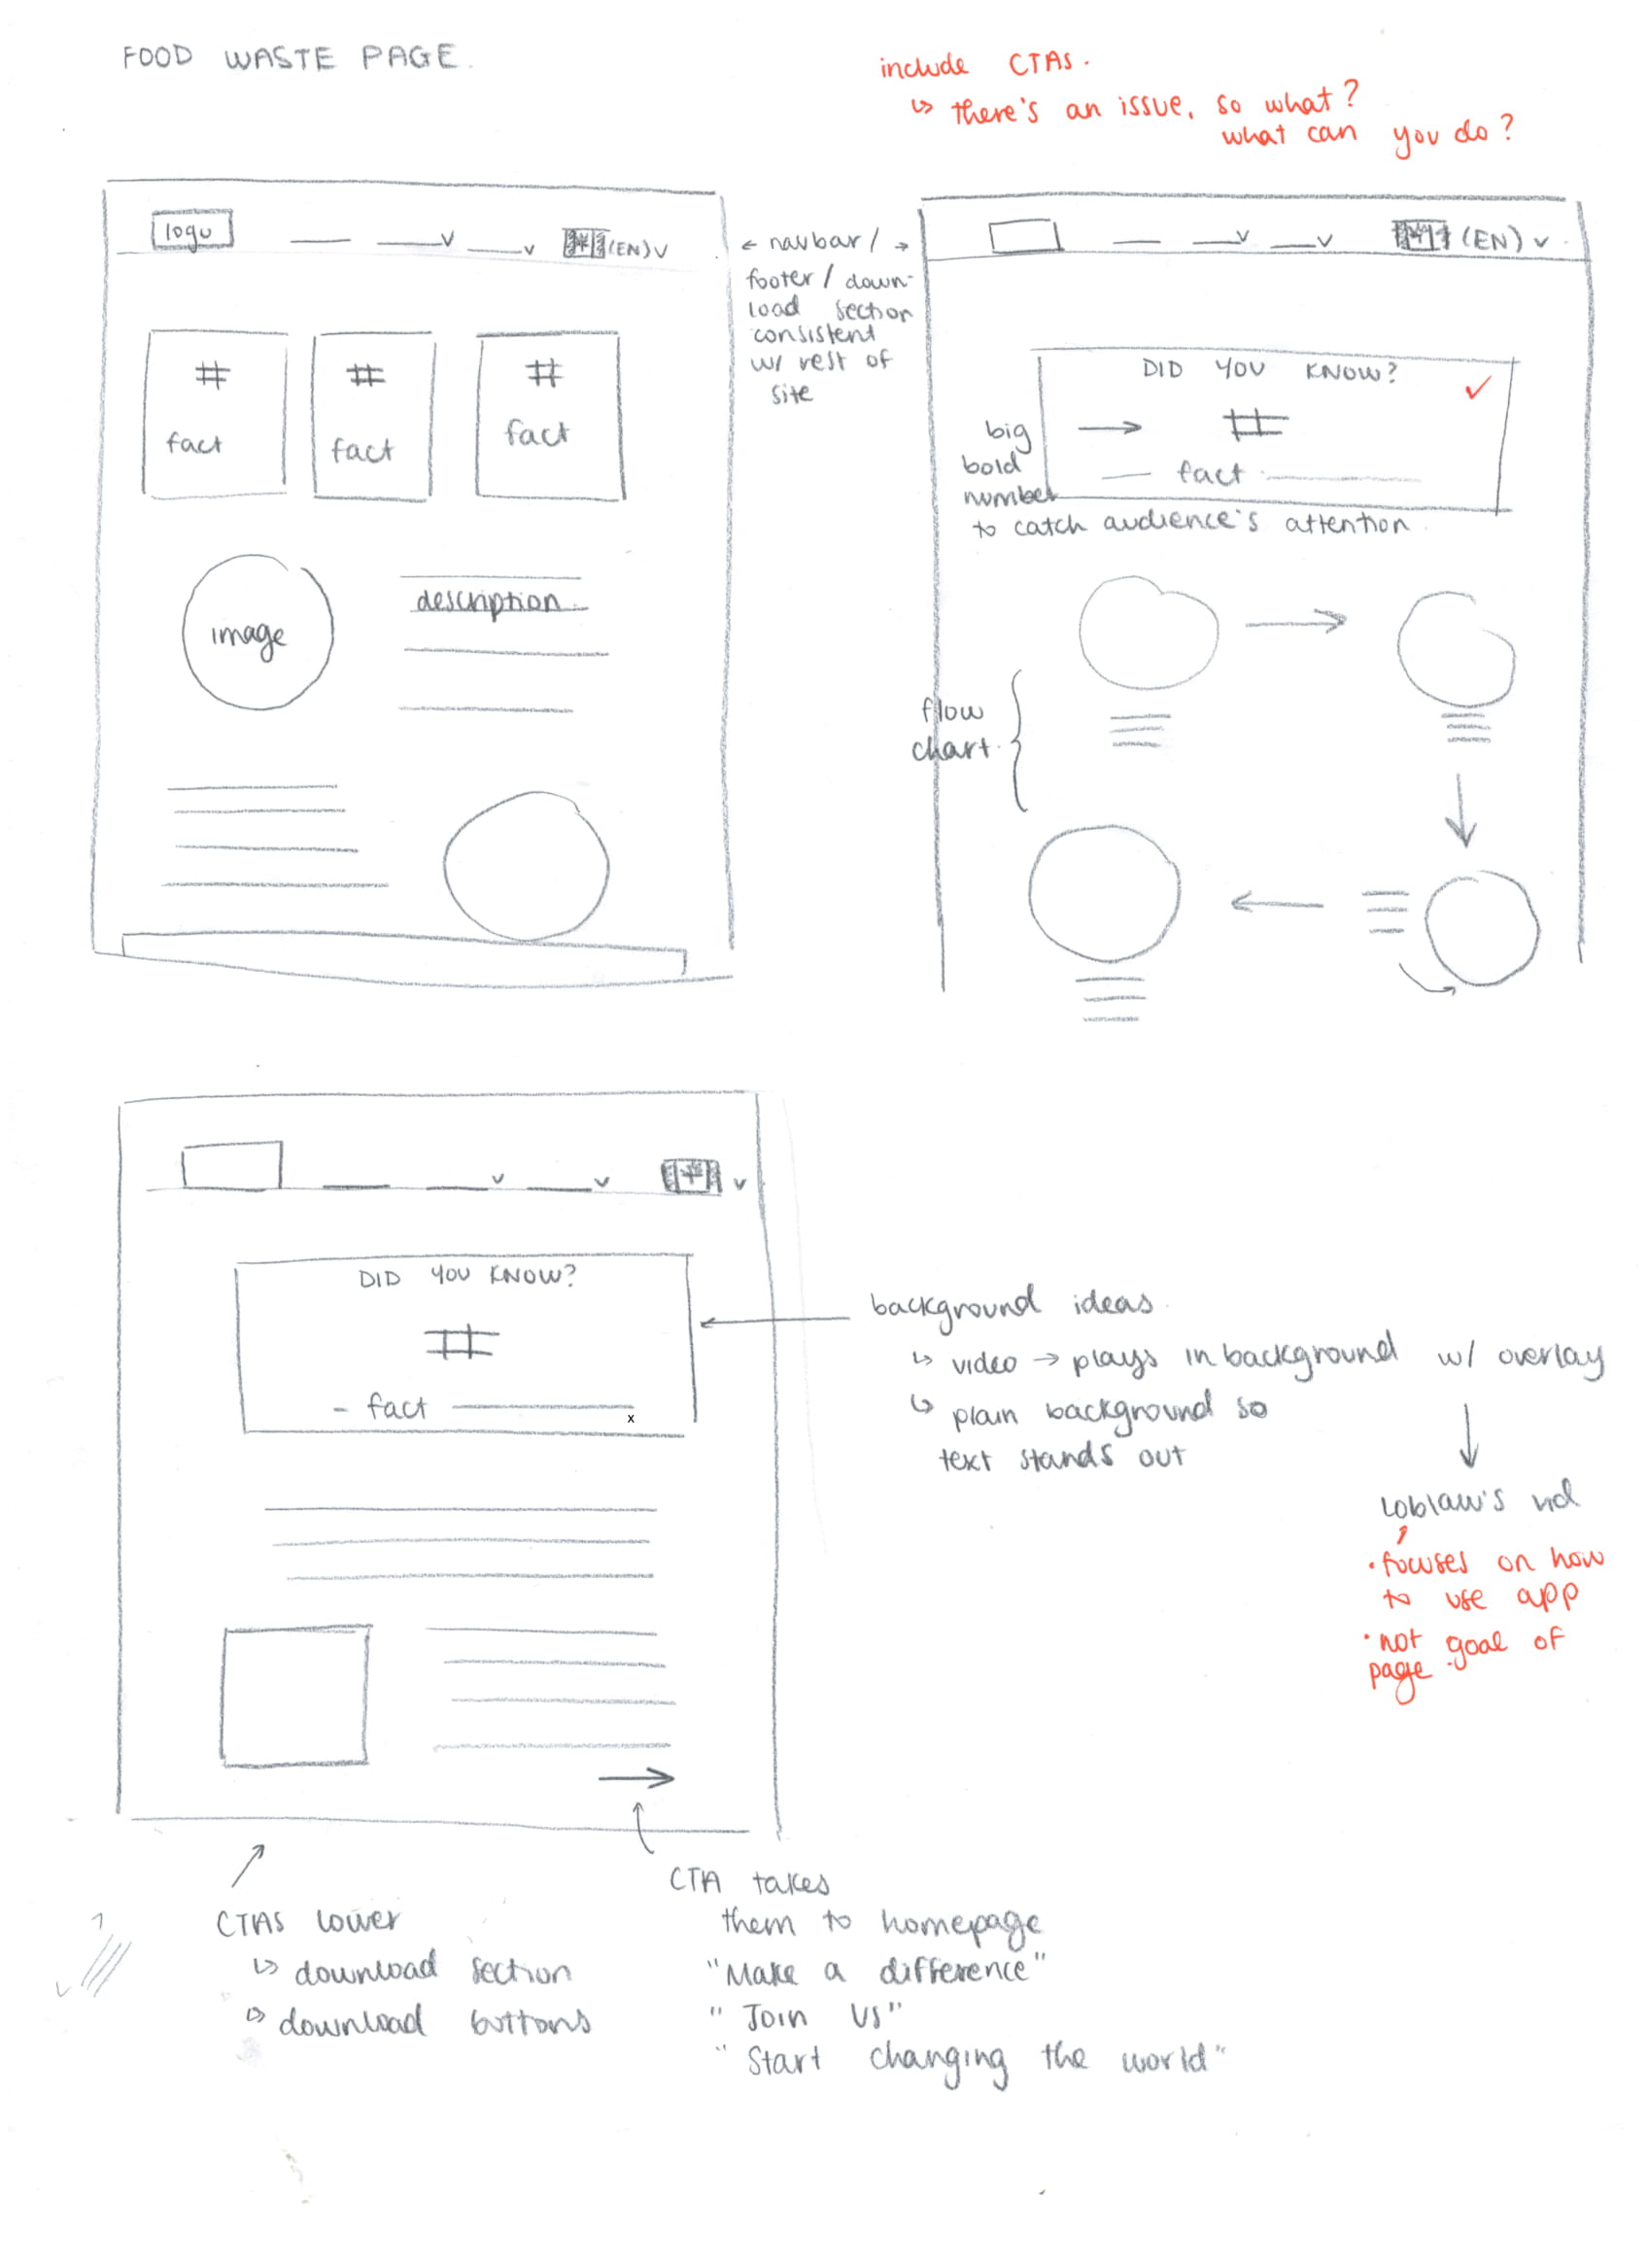 FOOD WASTE PAGE.
include CTAs.
↳ there's an issue, so what?
what can you do?
logo
(EN) v
← navbar / →
footer / down-
load section
consistent
w/ rest of
site
(EN) v
#
fact
#
fact
#
fact
image
description
DID YOU KNOW? ✓
#
fact
big
bold
number
to catch audience's attention.
flow
chart.
DID YOU KNOW?
#
- fact
x
background ideas.
↳ video → plays in background w/ overlay
↳ plain background so
text stands out
Loblaw's vid
• focuses on how
to use app
• not goal of
page.
CTAS lower
↳ download section
↳ download buttons
CTA takes
them to homepage
"Make a difference"
"Join us"
"Start changing the world"